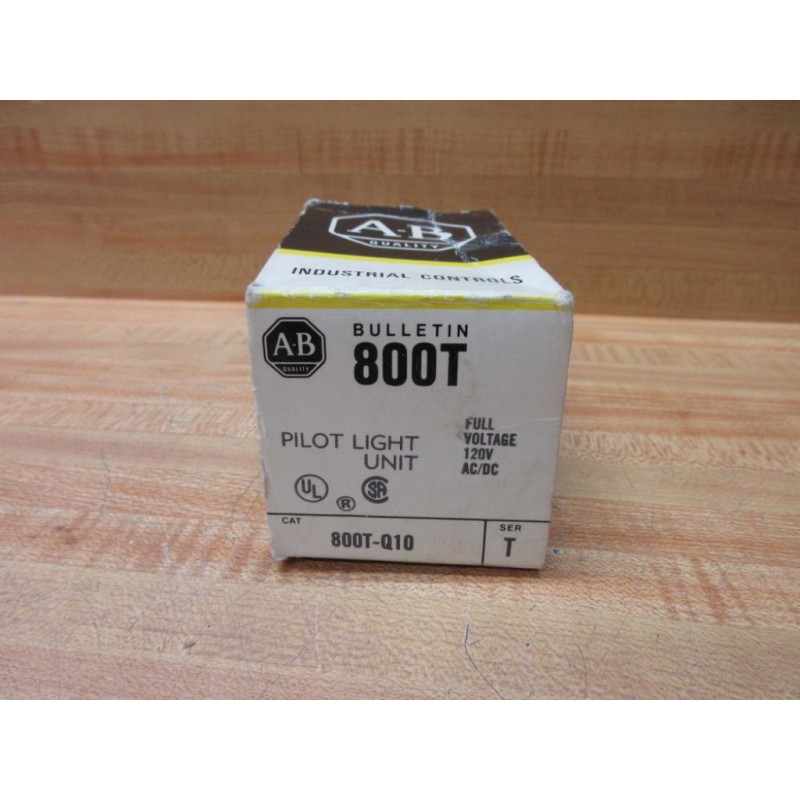 A-B
QUALITY
INDUSTRIAL CONTROLS
A-B
QUALITY
BULLETIN
800T
PILOT LIGHT
UNIT
FULL
VOLTAGE
120V
AC/DC
UL
®
SA
CAT
800T-Q10
SER
T